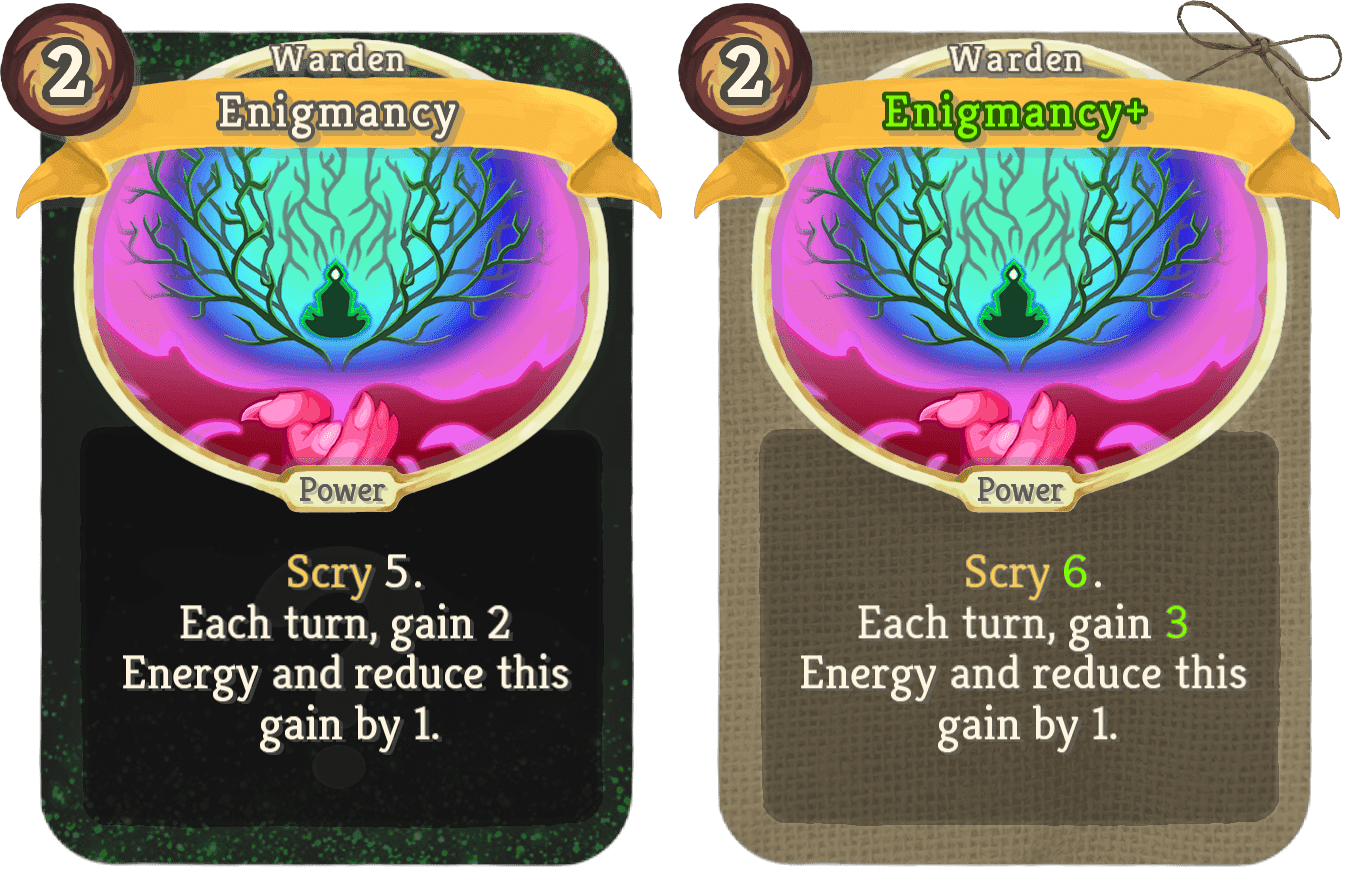 2
Warden
Enigmancy
Power
Scry 5.
Each turn, gain 2
Energy and reduce this
gain by 1.
2
Warden
Enigmancy+
Power
Scry 6.
Each turn, gain 3
Energy and reduce this
gain by 1.